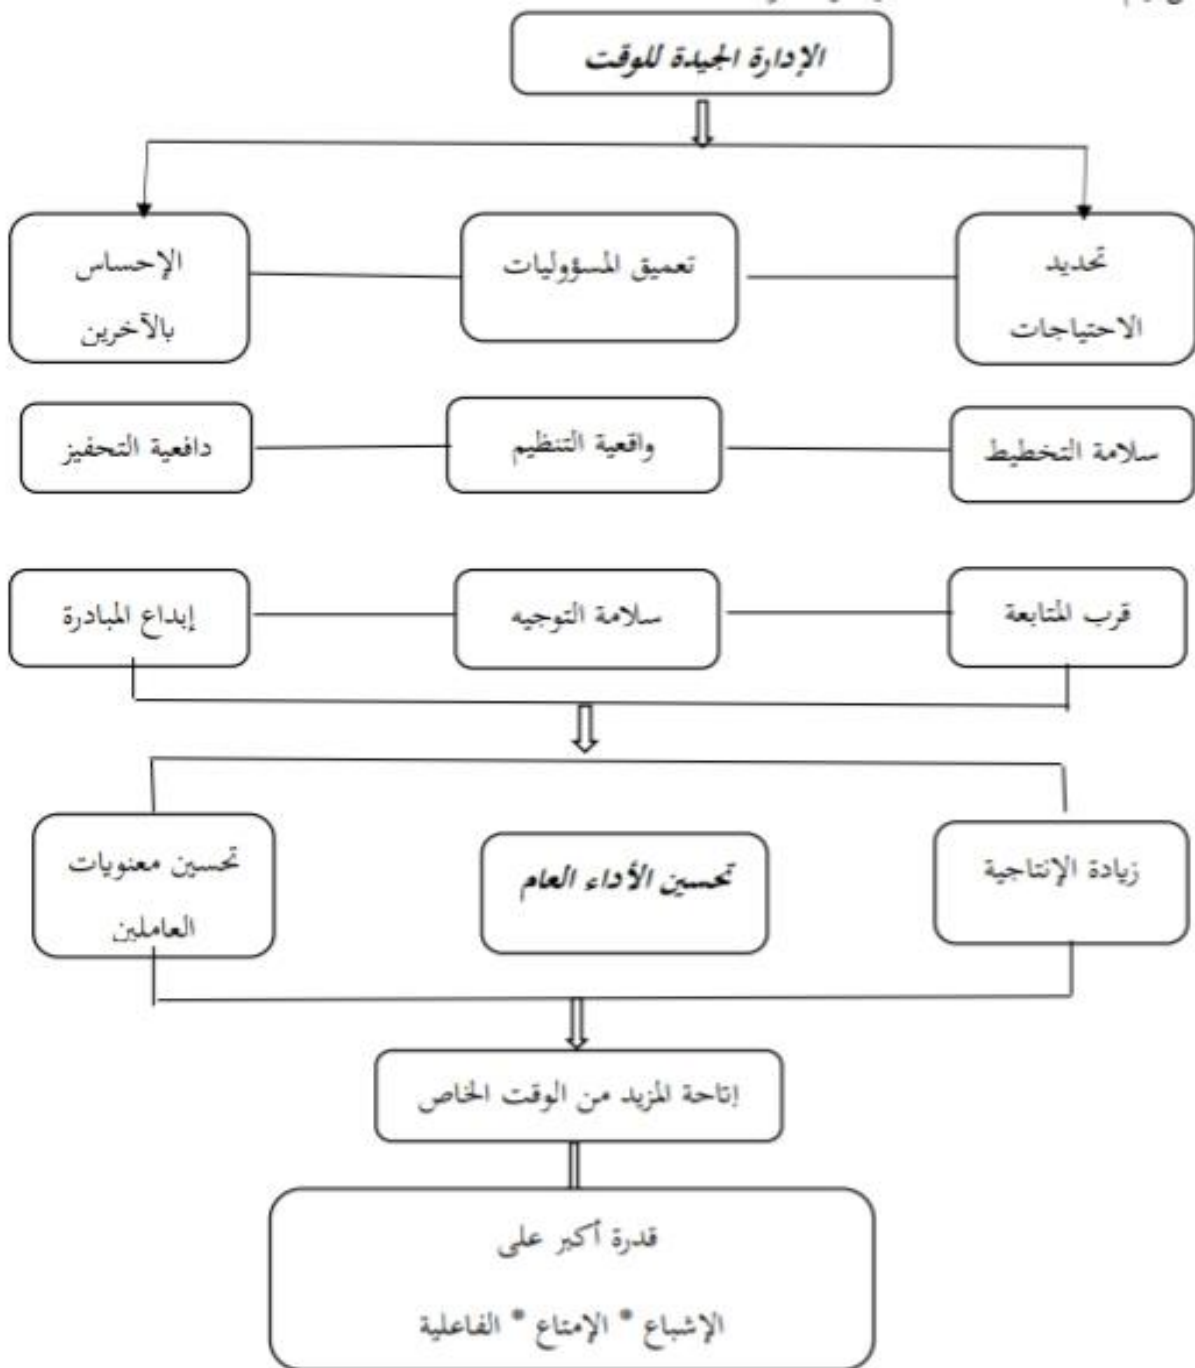 الإدارة الجيدة للوقت
تحديد
الاحتياجات
تعميق المسؤوليات
الإحساس
بالآخرين
سلامة التخطيط
واقعية التنظيم
دافعية التحفيز
قرب المتابعة
سلامة التوجيه
إبداع المبادرة
زيادة الإنتاجية
تحسين الأداء العام
تحسين معنويات
العاملين
إتاحة المزيد من الوقت الخاص
قدرة أكبر على
الإشباع * الإمتاع * الفاعلية